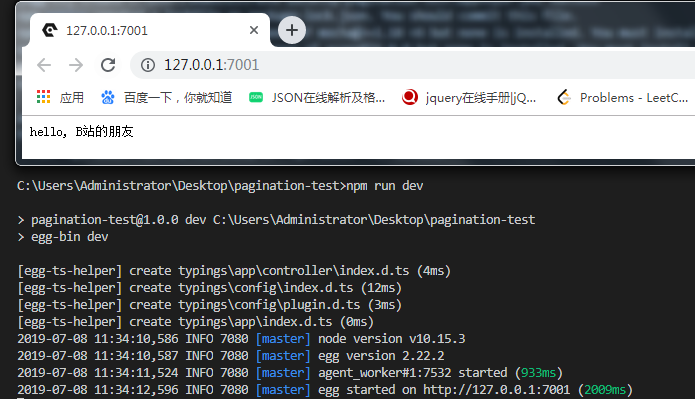 127.0.0.1:7001
127.0.0.1:7001
应用 百度一下，你就知道 JSON在线解析及格... jquery在线手册|jQ... Problems - LeetC...
hello, B站的朋友
C:\Users\Administrator\Desktop\pagination-test>npm run dev
> pagination-test@1.0.0 dev C:\Users\Administrator\Desktop\pagination-test
> egg-bin dev
[egg-ts-helper] create typings\app\controller\index.d.ts (4ms)
[egg-ts-helper] create typings\config\index.d.ts (12ms)
[egg-ts-helper] create typings\config\plugin.d.ts (3ms)
[egg-ts-helper] create typings\app\index.d.ts (0ms)
2019-07-08 11:34:10,586 INFO 7080 [master] node version v10.15.3
2019-07-08 11:34:10,587 INFO 7080 [master] egg version 2.22.2
2019-07-08 11:34:11,524 INFO 7080 [master] agent_worker#1:7532 started (933ms)
2019-07-08 11:34:12,596 INFO 7080 [master] egg started on http://127.0.0.1:7001 (2009ms)